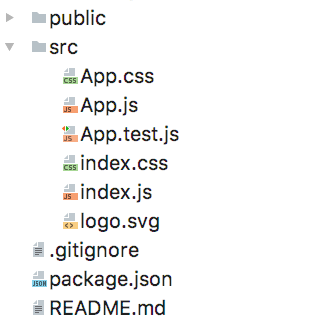 public
src
App.css
App.js
App.test.js
index.css
index.js
logo.svg
.gitignore
package.json
README.md